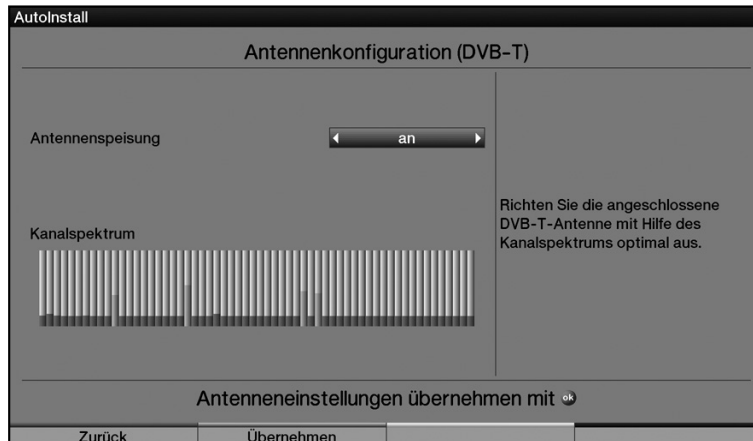 AutoInstall
Antennenkonfiguration (DVB-T)
Antennenspeisung
an
Richten Sie die angeschlossene
DVB-T-Antenne mit Hilfe des
Kanalspektrums optimal aus.
Kanalspektrum
Antenneneinstellungen übernehmen mit ok
Zurück
Übernehmen